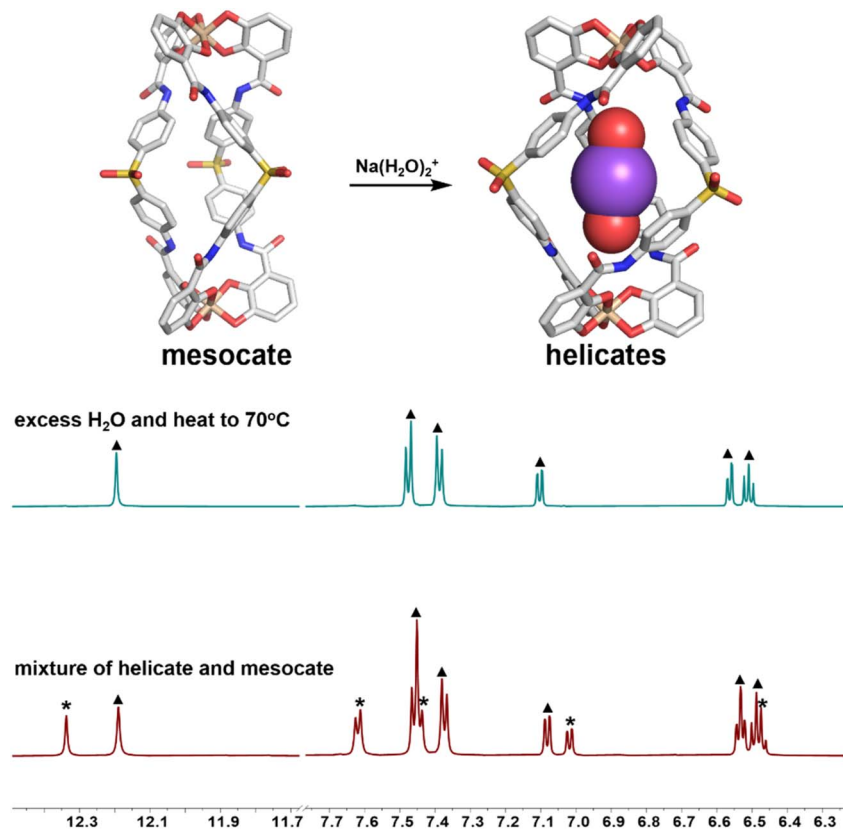 Na(H₂O)₂⁺
mesocate
helicates
excess H₂O and heat to 70°C
▲ ▲ ▲ ▲ ▲ ▲
mixture of helicate and mesocate
* ▲ * ▲ * ▲ ▲ * ▲ ▲ *
12.3 12.1 11.9 11.7 7.7 7.6 7.5 7.4 7.3 7.2 7.1 7.0 6.9 6.8 6.7 6.6 6.5 6.4 6.3